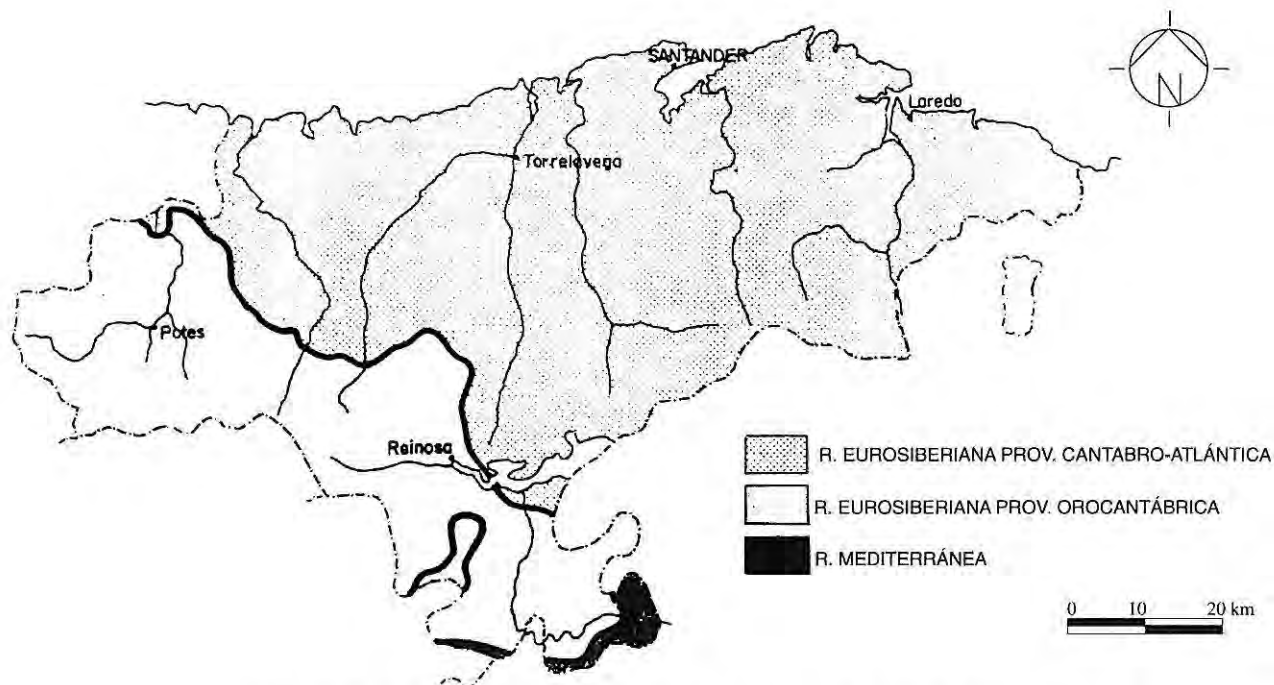 SANTANDER
N
Laredo
Torrelavega
Potes
Reinosa
R. EUROSIBERIANA PROV. CANTABRO-ATLÁNTICA
R. EUROSIBERIANA PROV. OROCANTÁBRICA
R. MEDITERRÁNEA
0 10 20 km